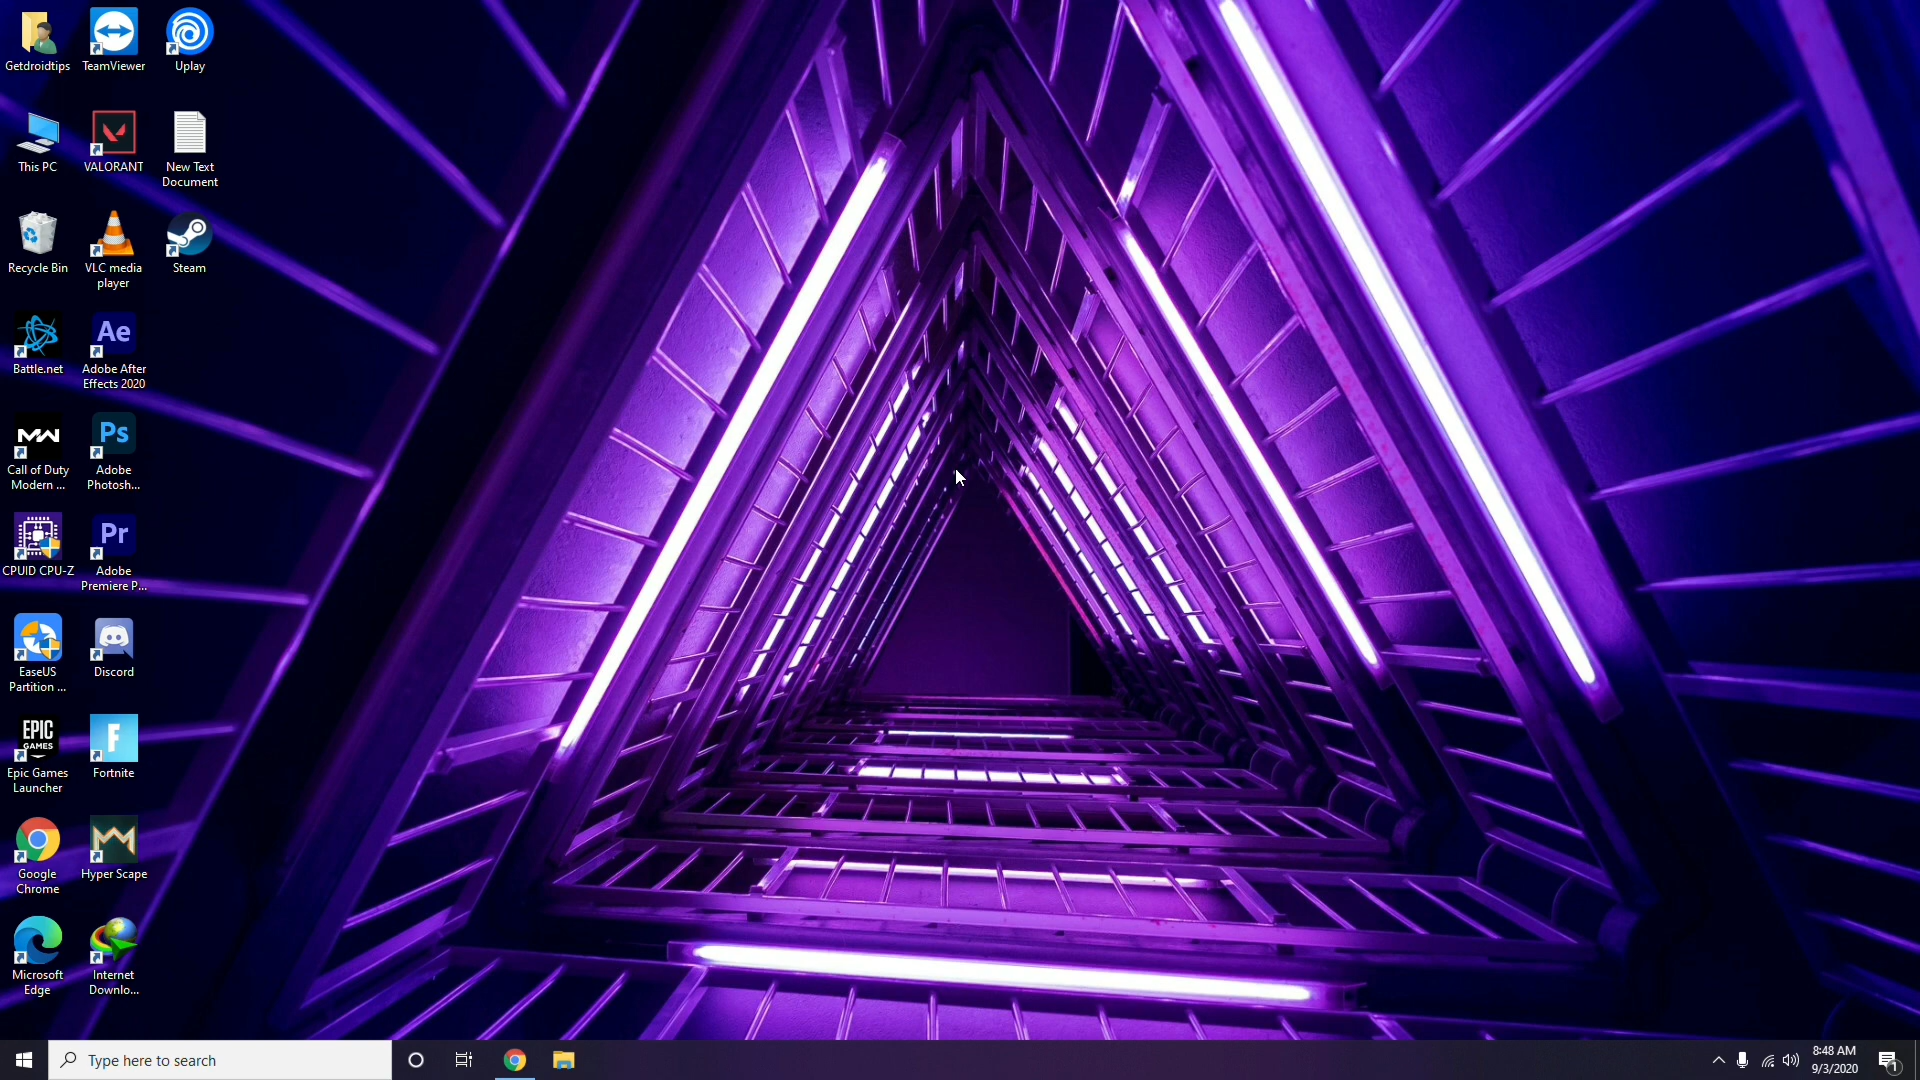 Getdroidtips
TeamViewer
Uplay
This PC
VALORANT
New Text
Document
Recycle Bin
VLC media
player
Steam
Battle.net
Ae
Adobe After
Effects 2020
MW
Call of Duty
Modern ...
Ps
Adobe
Photosh...
CPUID CPU-Z
Pr
Adobe
Premiere P...
EaseUS
Partition ...
Discord
EPIC
GAMES
Epic Games
Launcher
F
Fortnite
Google
Chrome
Hyper Scape
Microsoft
Edge
Internet
Downlo...
Type here to search
8:48 AM
9/3/2020
1